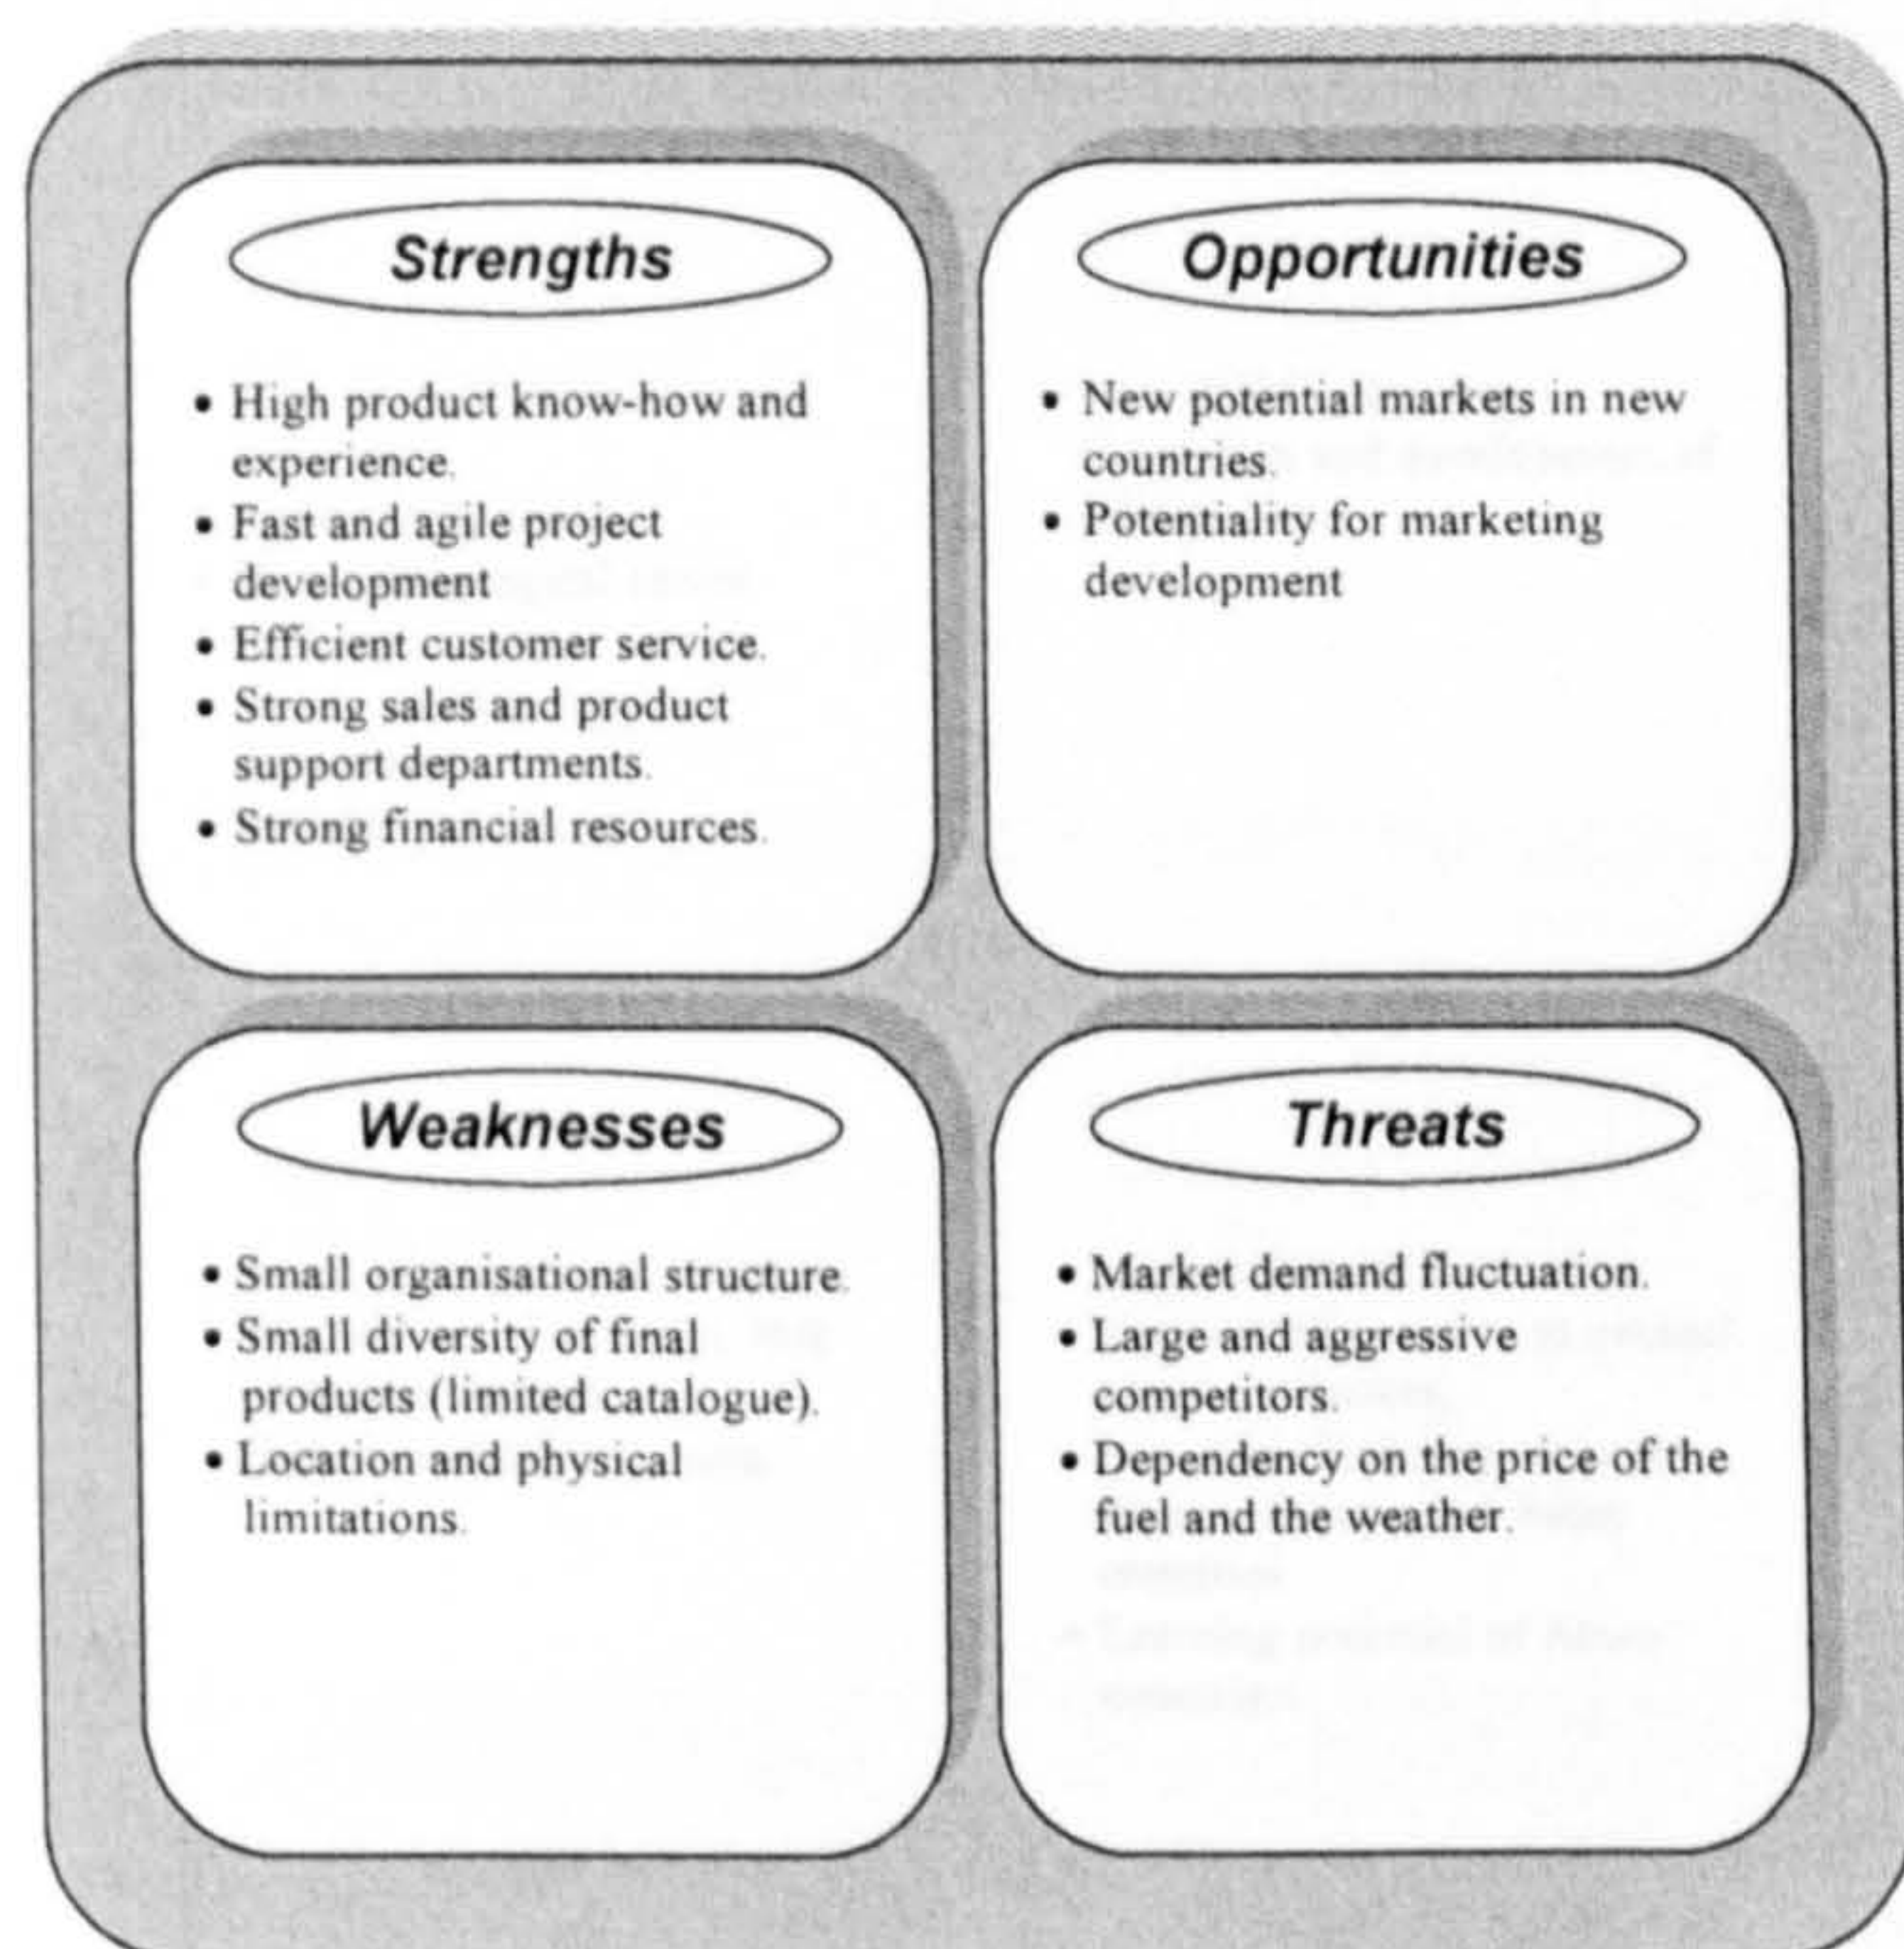 Strengths
• High product know-how and
experience.
• Fast and agile project
development
• Efficient customer service.
• Strong sales and product
support departments.
• Strong financial resources.
Opportunities
• New potential markets in new
countries.
• Potentiality for marketing
development
Weaknesses
• Small organisational structure.
• Small diversity of final
products (limited catalogue).
• Location and physical
limitations.
Threats
• Market demand fluctuation.
• Large and aggressive
competitors.
• Dependency on the price of the
fuel and the weather.